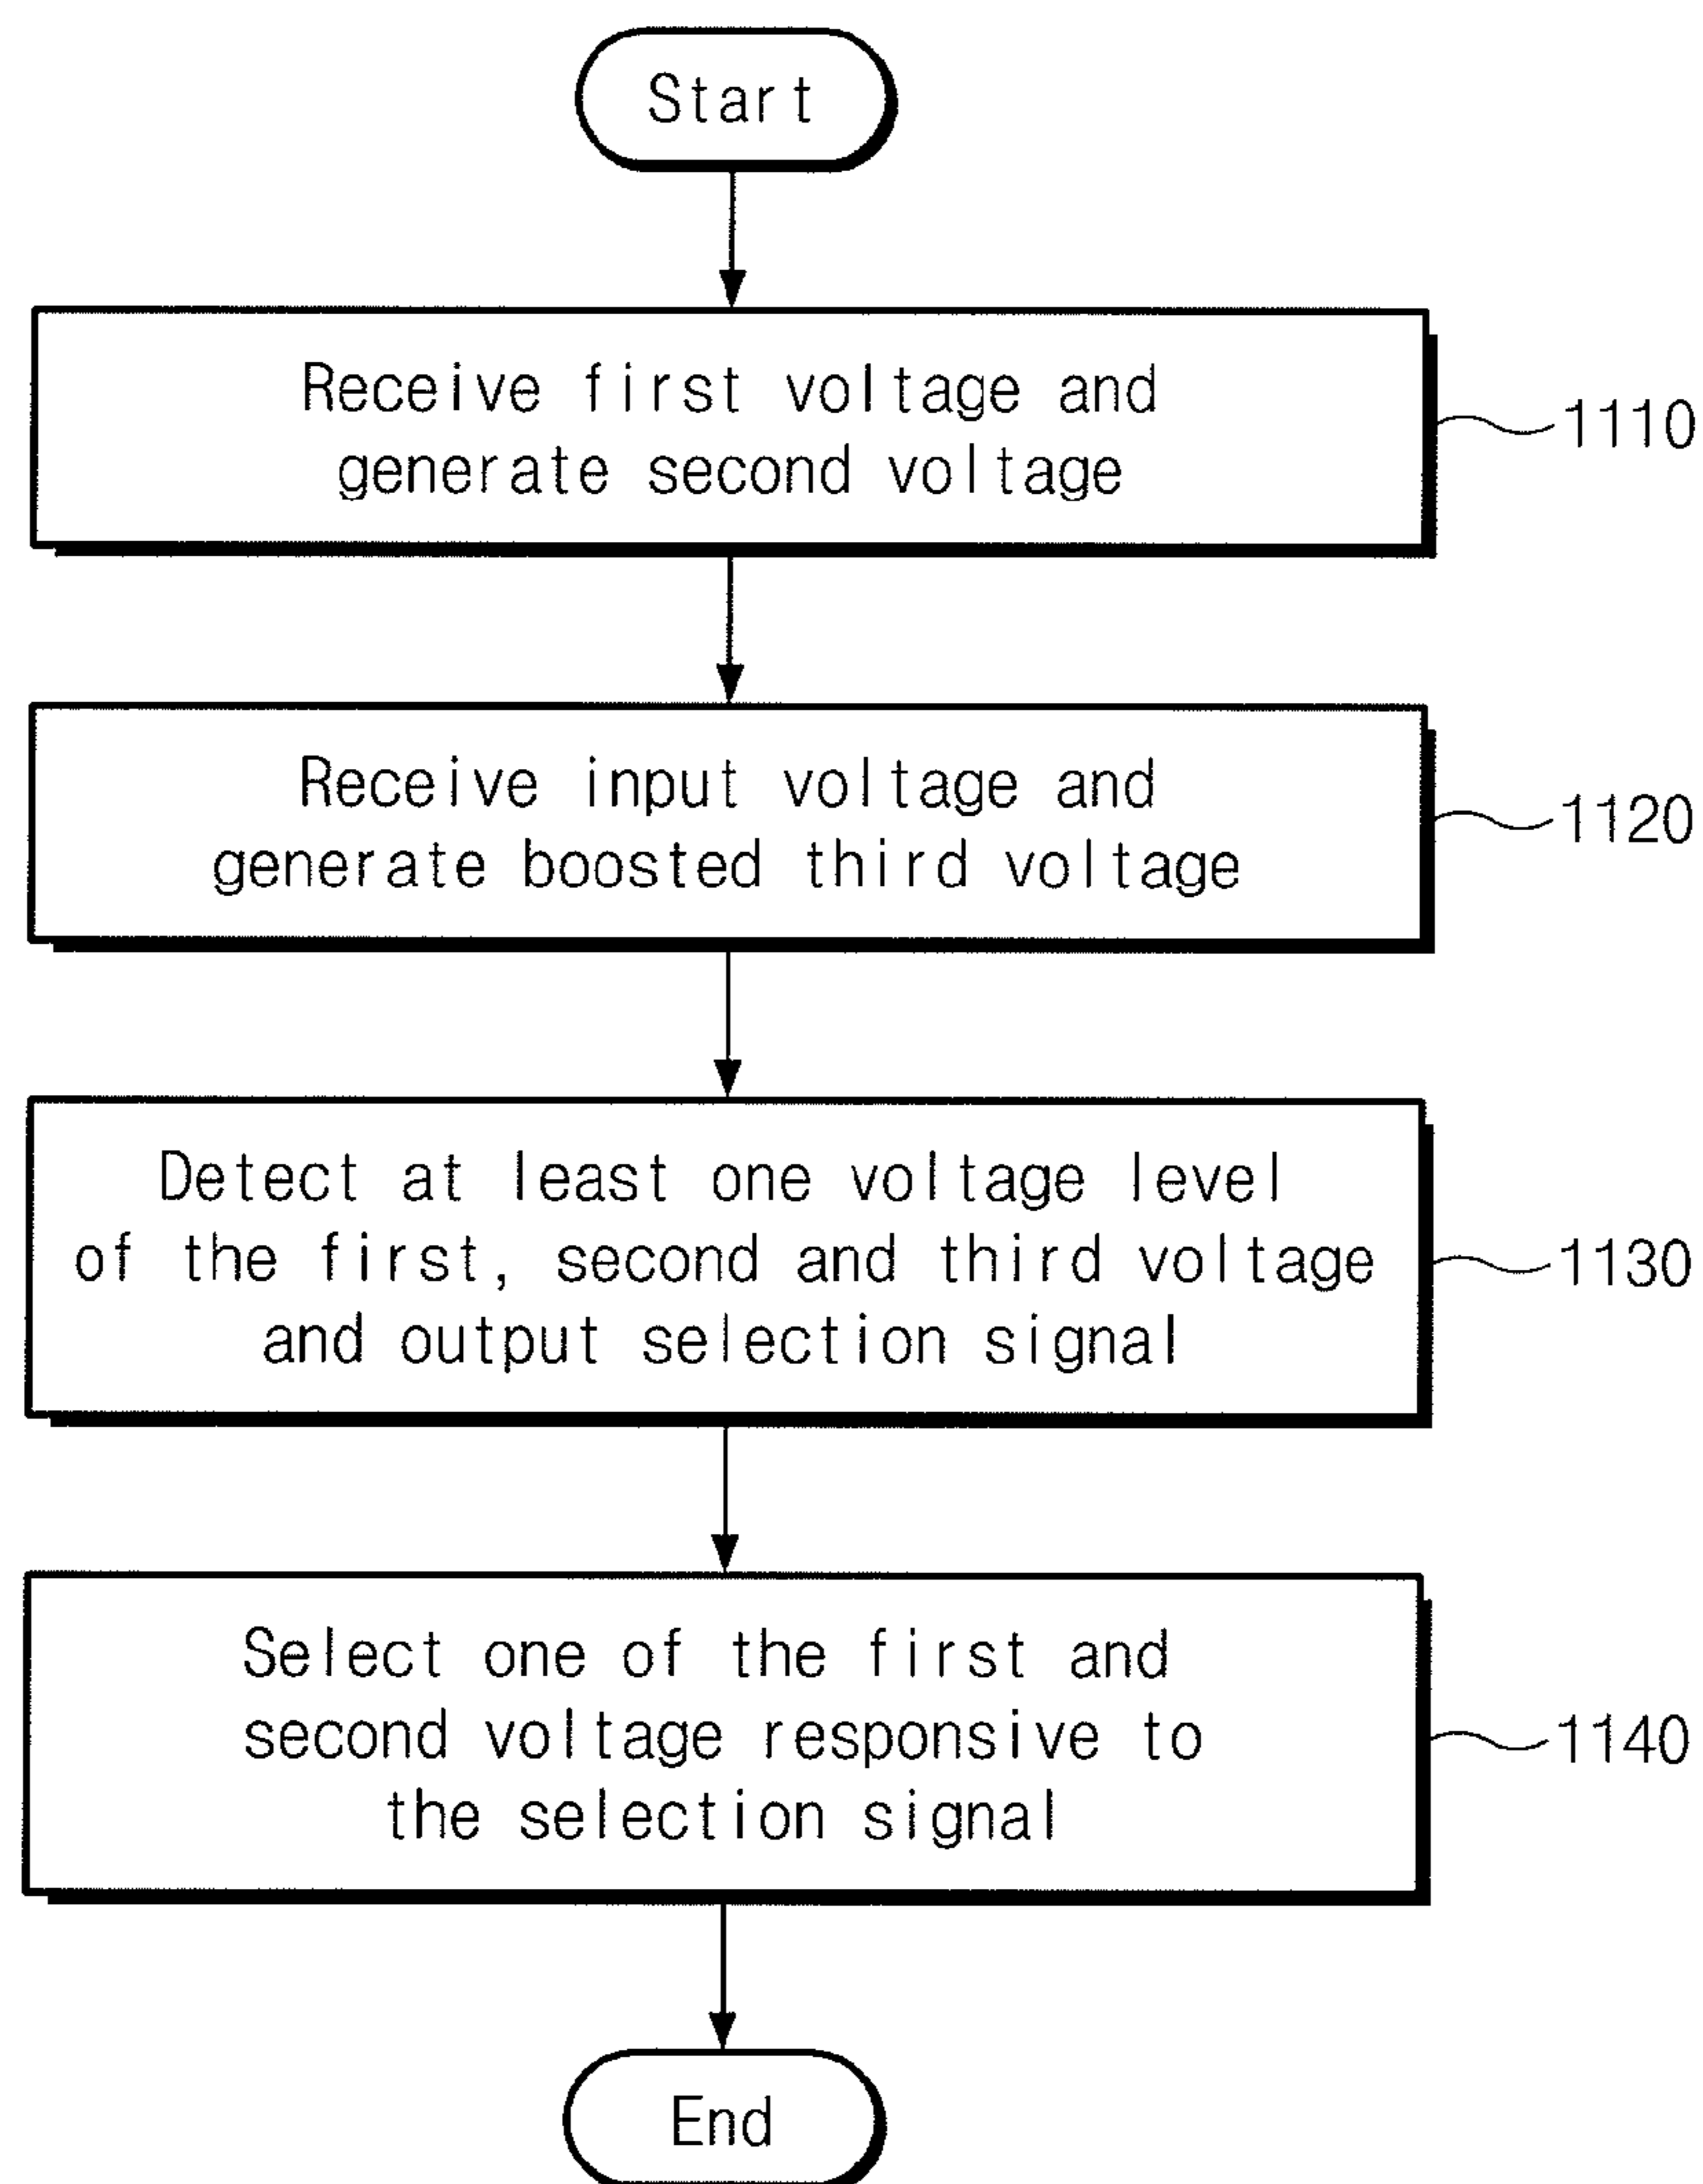 Start
Receive first voltage and
generate second voltage
1110
Receive input voltage and
generate boosted third voltage
1120
Detect at least one voltage level
of the first, second and third voltage
and output selection signal
1130
Select one of the first and
second voltage responsive to
the selection signal
1140
End